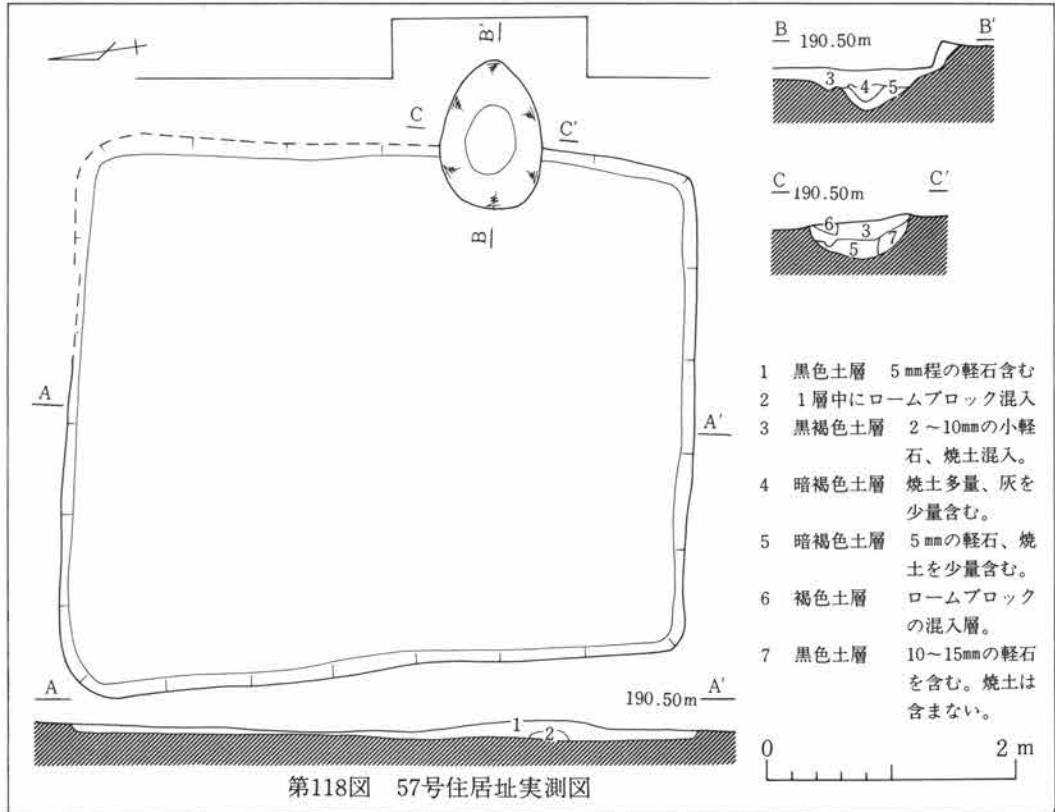 B'
B
C
C'
A
A'
A
190.50m A'
1
2
B 190.50m B'
3
4
5
C 190.50m C'
6
3
7
5
1 黒色土層 5㎜程の軽石含む
2 1層中にロームブロック混入
3 黒褐色土層 2～10㎜の小軽
石、焼土混入。
4 暗褐色土層 焼土多量、灰を
少量含む。
5 暗褐色土層 5㎜の軽石、焼
土を少量含む。
6 褐色土層 ロームブロック
の混入層。
7 黒色土層 10～15㎜の軽石
を含む。焼土は
含まない。
0 2 m
第118図 57号住居址実測図